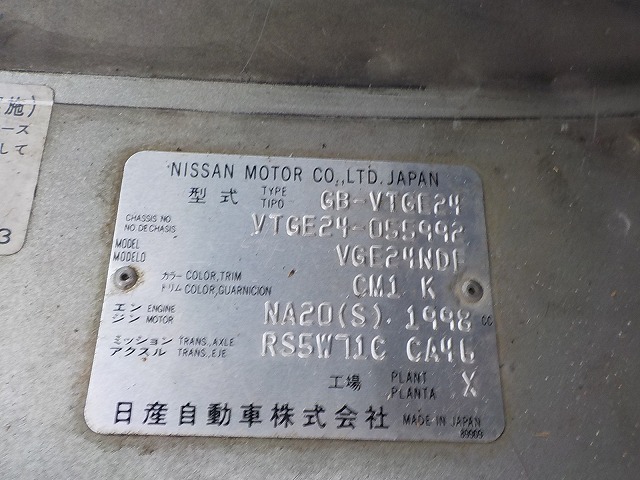 施)
ース
して
3
NISSAN MOTOR CO.,LTD. JAPAN
型式 TYPE TIPO GB-VTGE24
CHASSIS NO NO.DE CHASIS VTGE24-055992
MODEL MODELO VGE24NDF
カラー COLOR,TRIM トリム COLOR,GUARNICION CM1 K
エンジン ENGINE MOTOR NA20(S) 1998 CC
ミッション TRANS.,AXLE アクスル TRANS.,EJE RS5W71C CA46
工場 PLANT PLANTA X
日産自動車株式会社 MADE IN JAPAN
89909